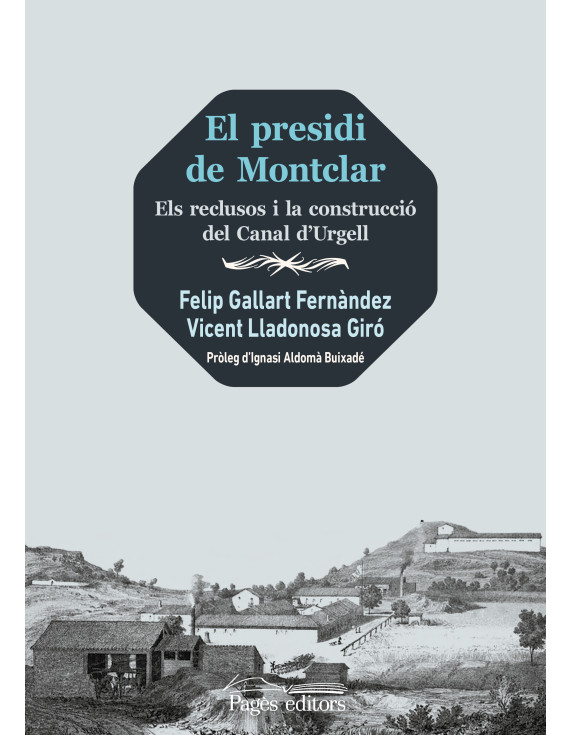 El presidi
de Montclar
Els reclusos i la construcció
del Canal d'Urgell
Felip Gallart Fernàndez
Vicent Lladonosa Giró
Pròleg d'Ignasi Aldomà Buixadé
Pagès editors